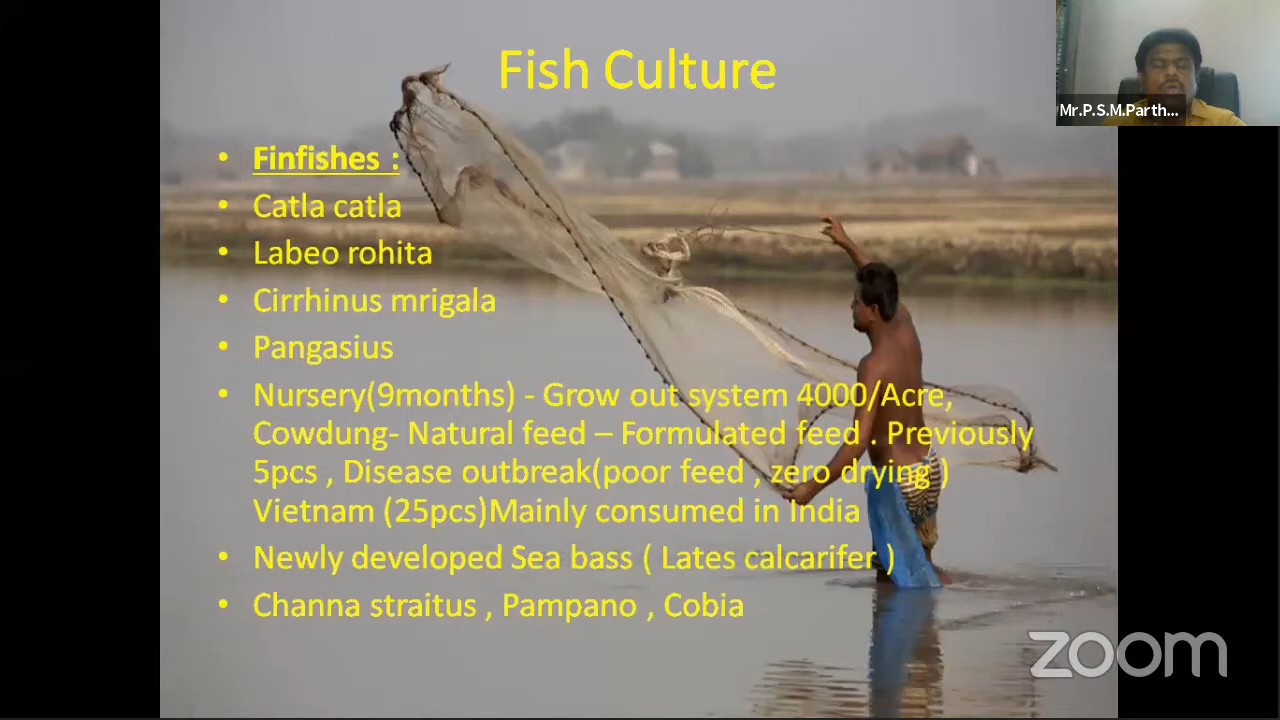 Fish Culture
Mr.P.S.M.Parth...
• Finfishes :
• Catla catla
• Labeo rohita
• Cirrhinus mrigala
• Pangasius
• Nursery(9months) - Grow out system 4000/Acre,
Cowdung- Natural feed – Formulated feed . Previously
5pcs , Disease outbreak(poor feed , zero drying )
Vietnam (25pcs)Mainly consumed in India
• Newly developed Sea bass ( Lates calcarifer )
• Channa straitus , Pampano , Cobia
zoom